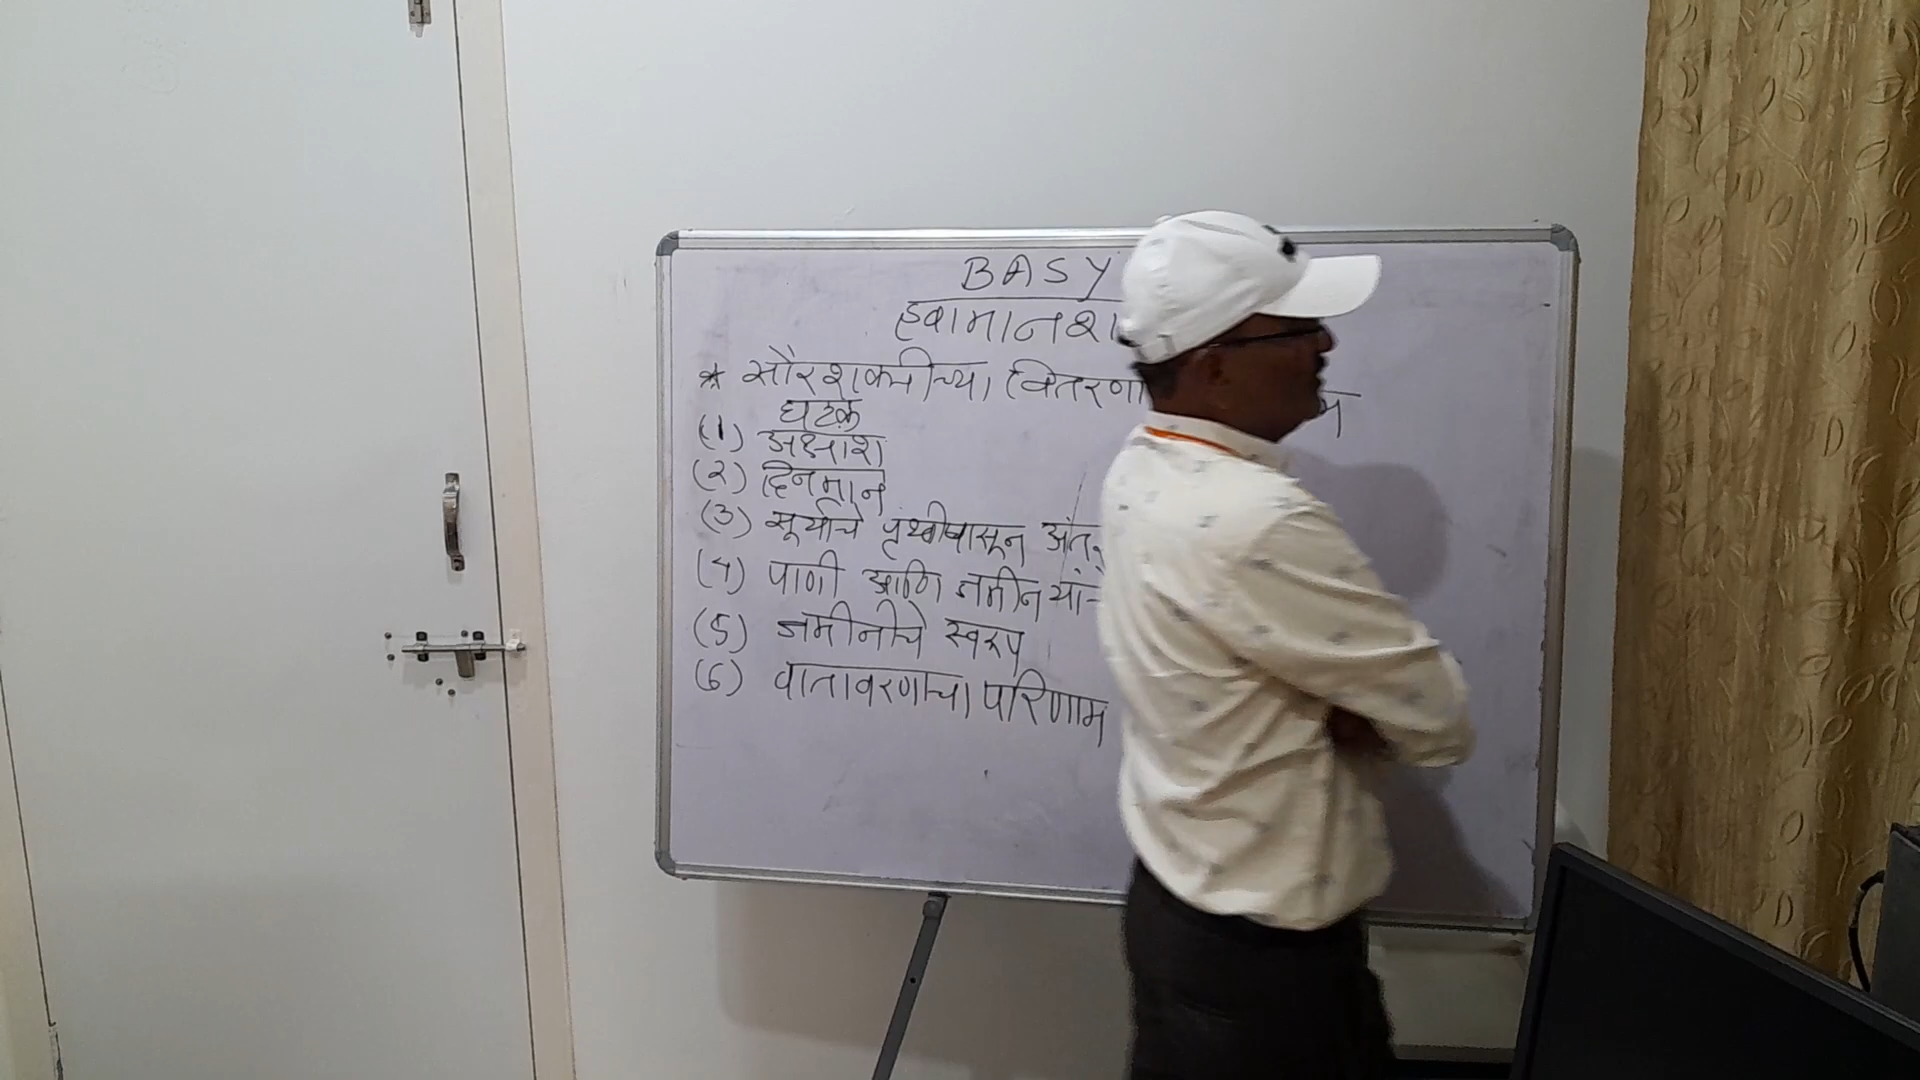 BASY
हवामानशा
* सौरशक्तीच्या वितरणा
घटक
(1) अक्षांश
(2) दिनमान
(3) सूर्याचे पृथ्वीपासून अंतर
(4) पाणी आणि जमीन यां
(5) जमीनीचे स्वरुप
(6) वातावरणाचा परिणाम